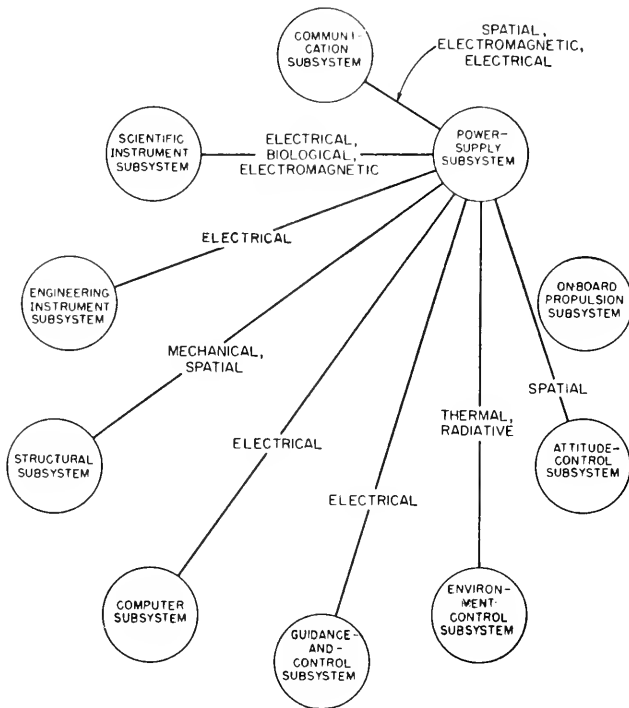 COMMUNI-
CATION
SUBSYSTEM
SPATIAL,
ELECTROMAGNETIC,
ELECTRICAL
SCIENTIFIC
INSTRUMENT
SUBSYSTEM
ELECTRICAL,
BIOLOGICAL,
ELECTROMAGNETIC
POWER-
SUPPLY
SUBSYSTEM
ELECTRICAL
ENGINEERING
INSTRUMENT
SUBSYSTEM
ONBOARD
PROPULSION
SUBSYSTEM
MECHANICAL,
SPATIAL
SPATIAL
THERMAL,
RADIATIVE
STRUCTURAL
SUBSYSTEM
ELECTRICAL
ATTITUDE-
CONTROL
SUBSYSTEM
ELECTRICAL
COMPUTER
SUBSYSTEM
GUIDANCE-
AND-
CONTROL
SUBSYSTEM
ENVIRON-
MENT-
CONTROL
SUBSYSTEM